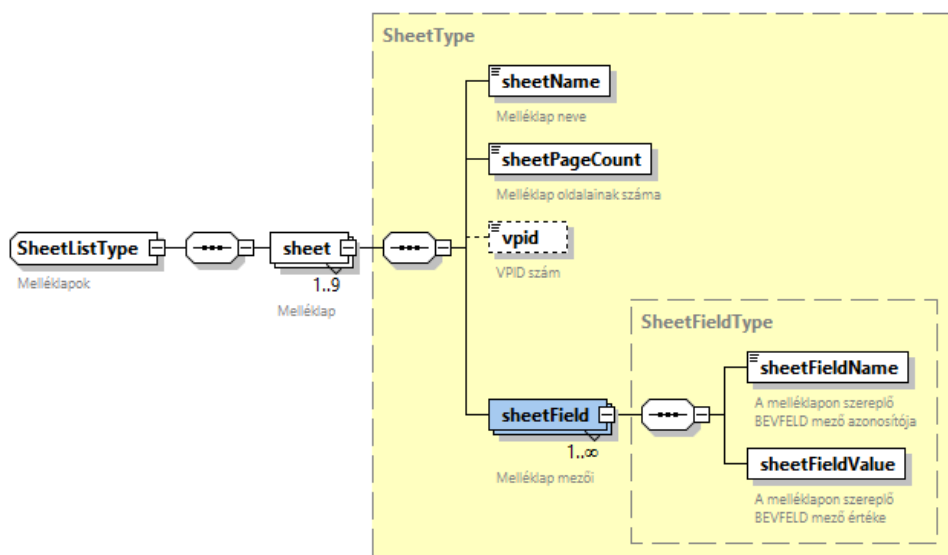 SheetType
sheetName
Melléklap neve
sheetPageCount
Melléklap oldalainak száma
vpid
VPID szám
SheetListType
Melléklapok
sheet
1..9
Melléklap
SheetFieldType
sheetFieldName
A melléklapon szereplő
BEVFELD mező azonosítója
sheetField
1..∞
Melléklap mezői
sheetFieldValue
A melléklapon szereplő
BEVFELD mező értéke